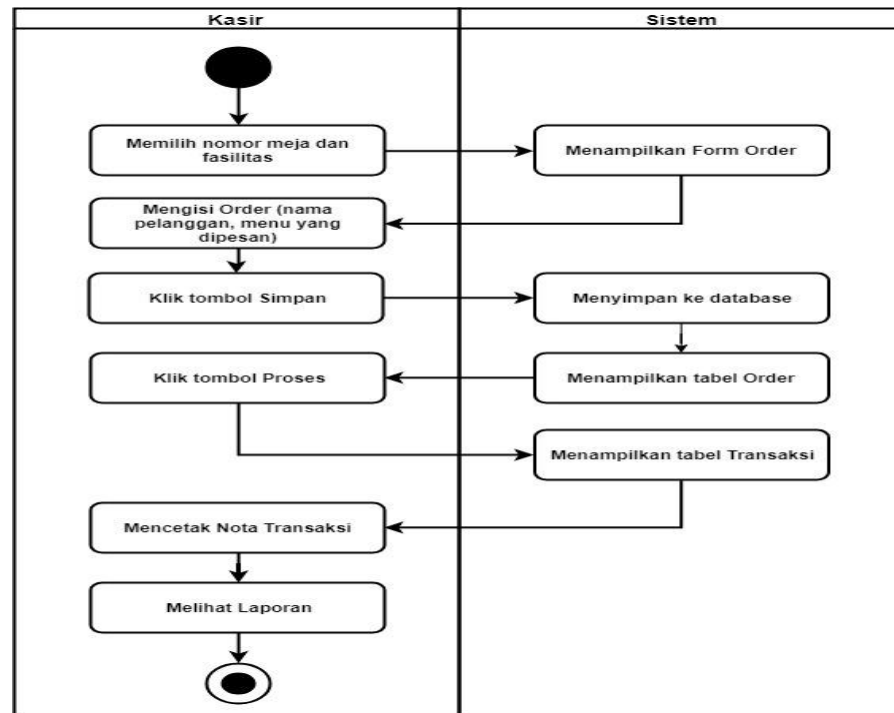 Kasir
Sistem
Memilih nomor meja dan
fasilitas
Menampilkan Form Order
Mengisi Order (nama
pelanggan, menu yang
dipesan)
Klik tombol Simpan
Menyimpan ke database
Klik tombol Proses
Menampilkan tabel Order
Menampilkan tabel Transaksi
Mencetak Nota Transaksi
Melihat Laporan